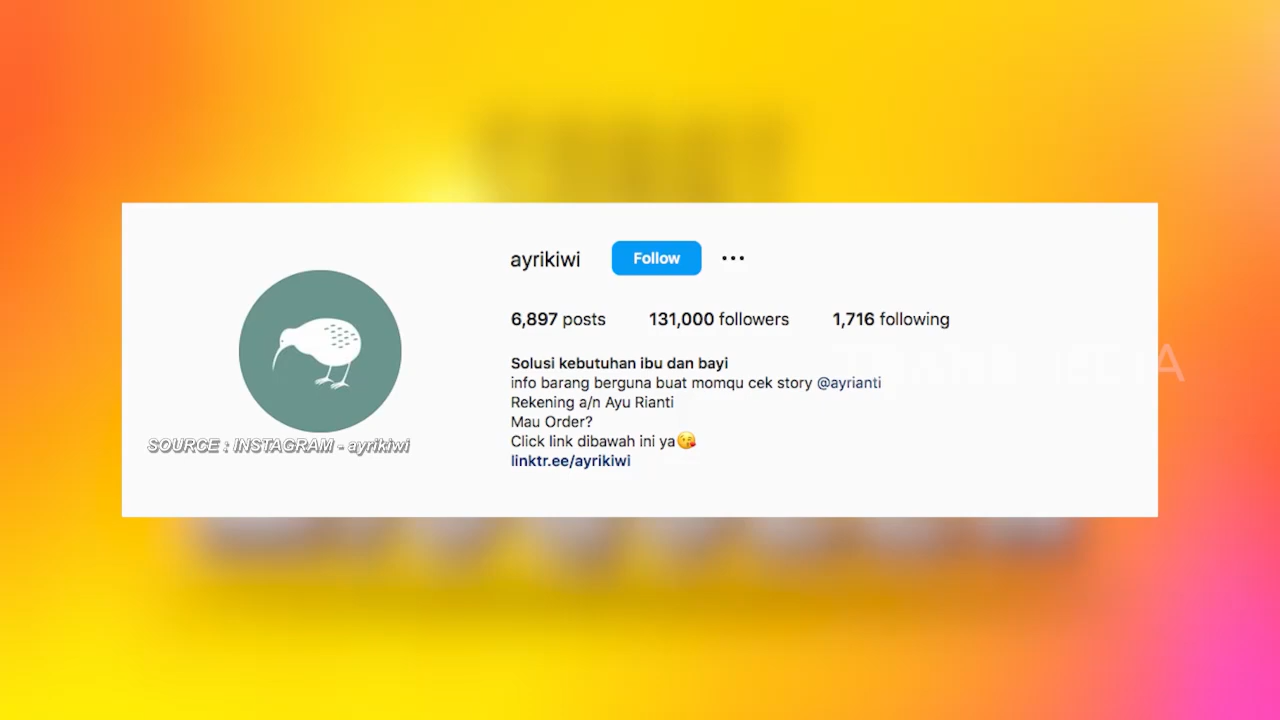 ayrikiwi Follow
6,897 posts 131,000 followers 1,716 following
Solusi kebutuhan ibu dan bayi
info barang berguna buat momqu cek story @ayrianti
Rekening a/n Ayu Rianti
Mau Order?
Click link dibawah ini ya😘
linktr.ee/ayrikiwi
SOURCE : INSTAGRAM - ayrikiwi